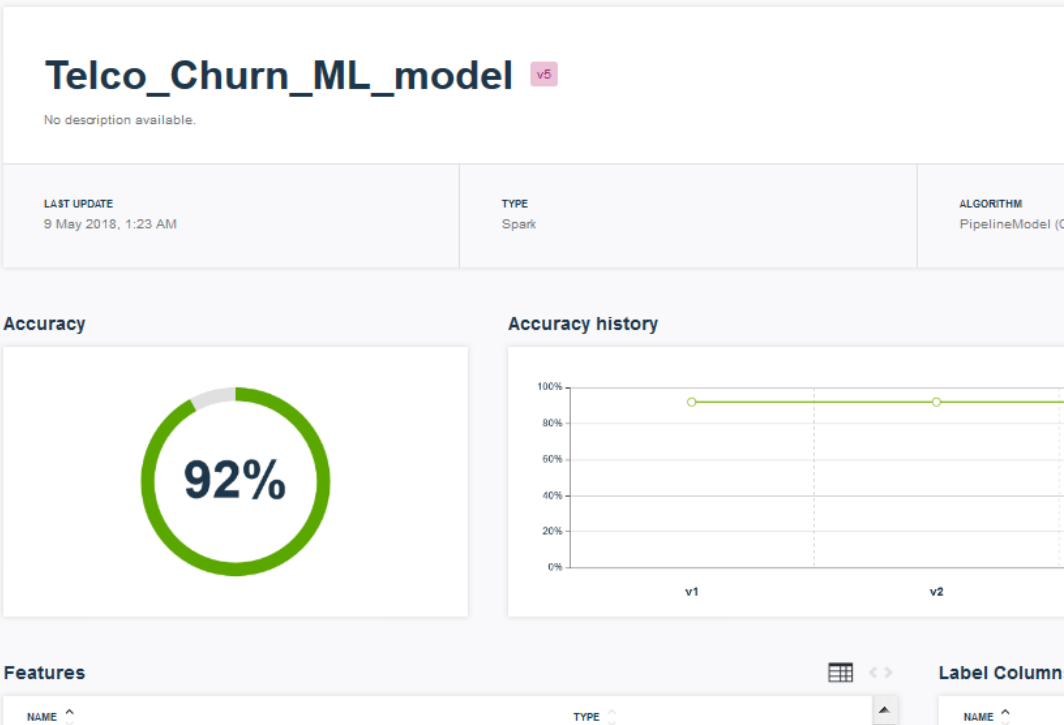 Telco_Churn_ML_model v5
No description available.
LAST UPDATE
9 May 2018, 1:23 AM
TYPE
Spark
ALGORITHM
PipelineModel (
Accuracy
92%
Accuracy history
100%
80%
60%
40%
20%
0%
v1 v2
Features
NAME TYPE
Label Column
NAME